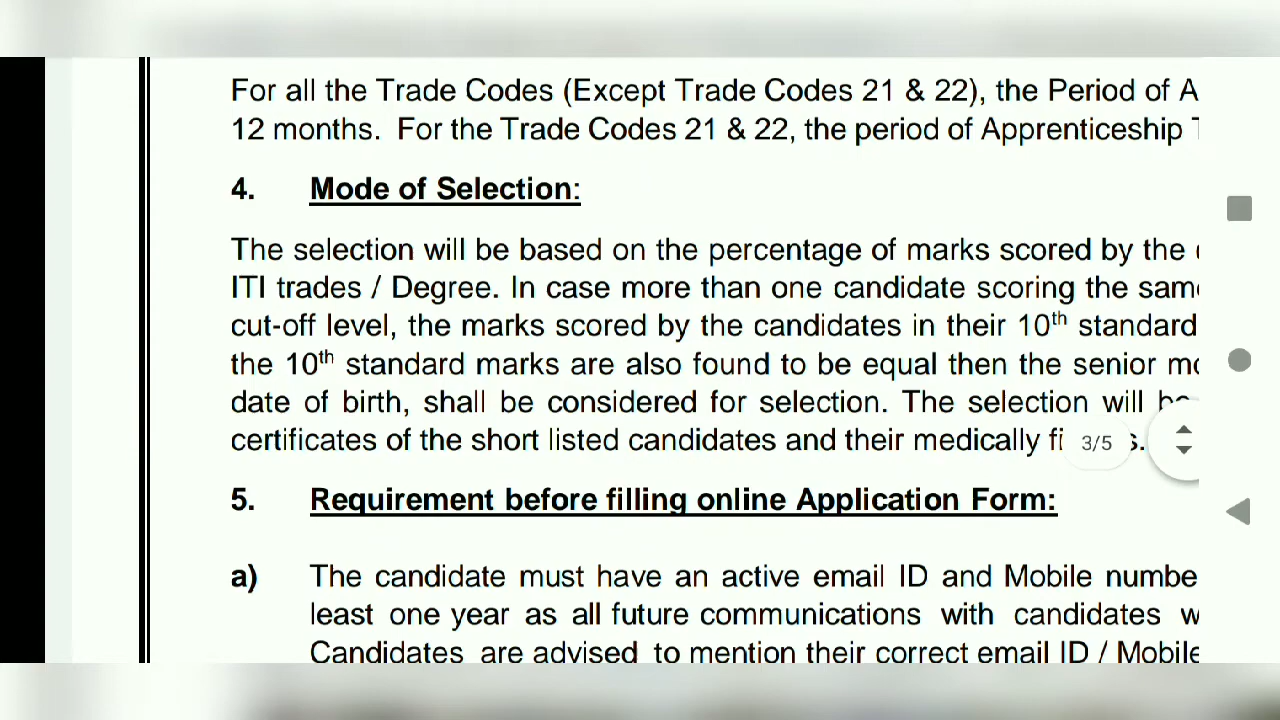 For all the Trade Codes (Except Trade Codes 21 & 22), the Period of A
12 months. For the Trade Codes 21 & 22, the period of Apprenticeship
4. Mode of Selection:
The selection will be based on the percentage of marks scored by the
ITI trades / Degree. In case more than one candidate scoring the
cut-off level, the marks scored by the candidates in their 10th standard
the 10th standard marks are also found to be equal then the senior
date of birth, shall be considered for selection. The selection will
certificates of the short listed candidates and their medically
3/5
5. Requirement before filling online Application Form:
a) The candidate must have an active email ID and Mobile numbe
least one year as all future communications with candidates w
Candidates are advised to mention their correct email ID / Mobile